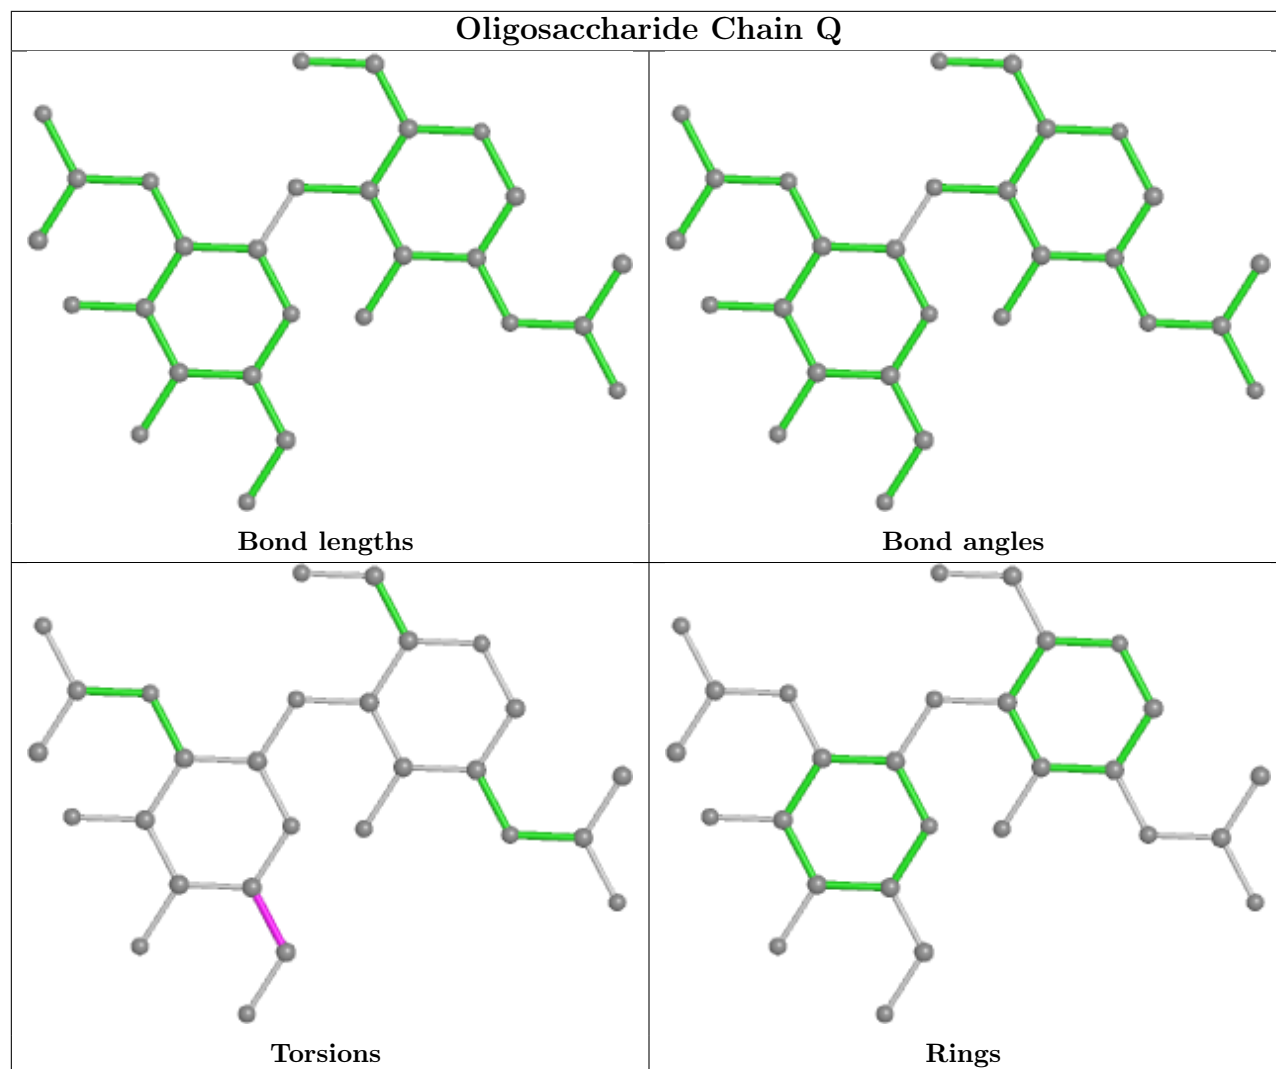 Oligosaccharide Chain Q
Bond lengths
Bond angles
Torsions
Rings